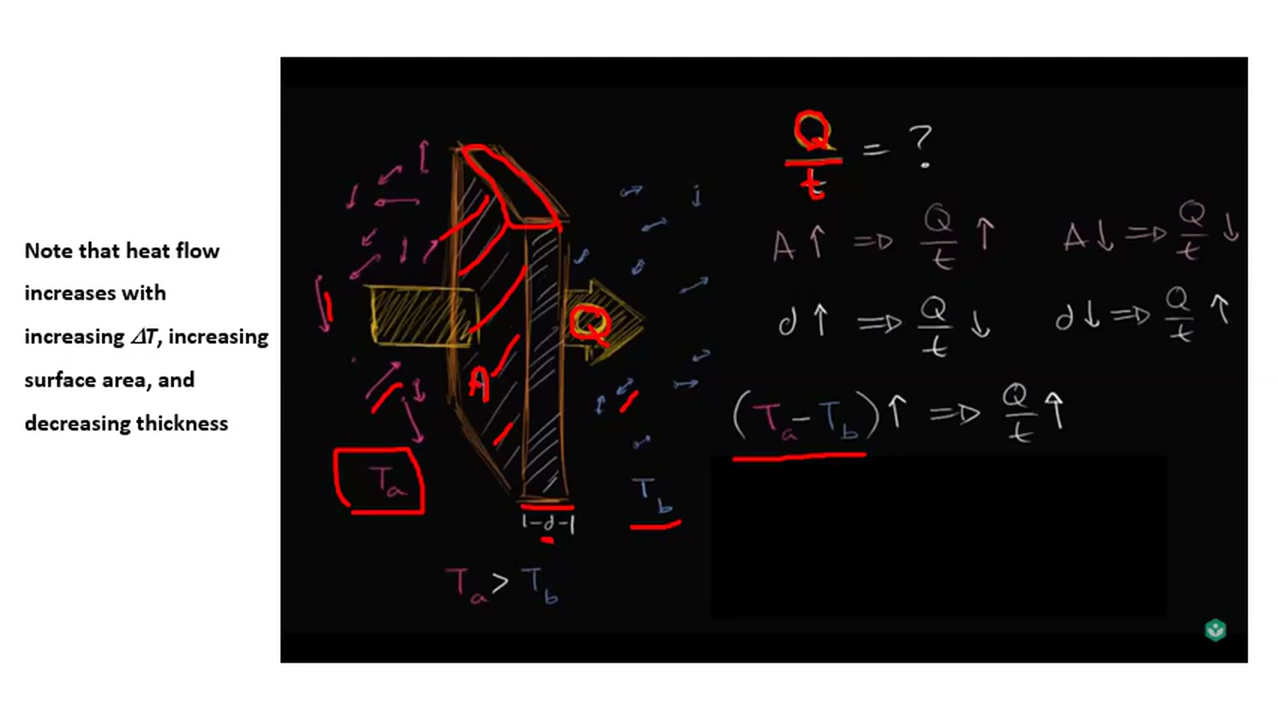 Note that heat flow
increases with
increasing ΔT, increasing
surface area, and
decreasing thickness
Q/t = ?
A↑ ⇒ Q/t ↑
A↓ ⇒ Q/t ↓
d↑ ⇒ Q/t ↓
d↓ ⇒ Q/t ↑
(Ta-Tb)↑ ⇒ Q/t ↑
Q
A
Ta
Tb
|-d-|
Ta > Tb